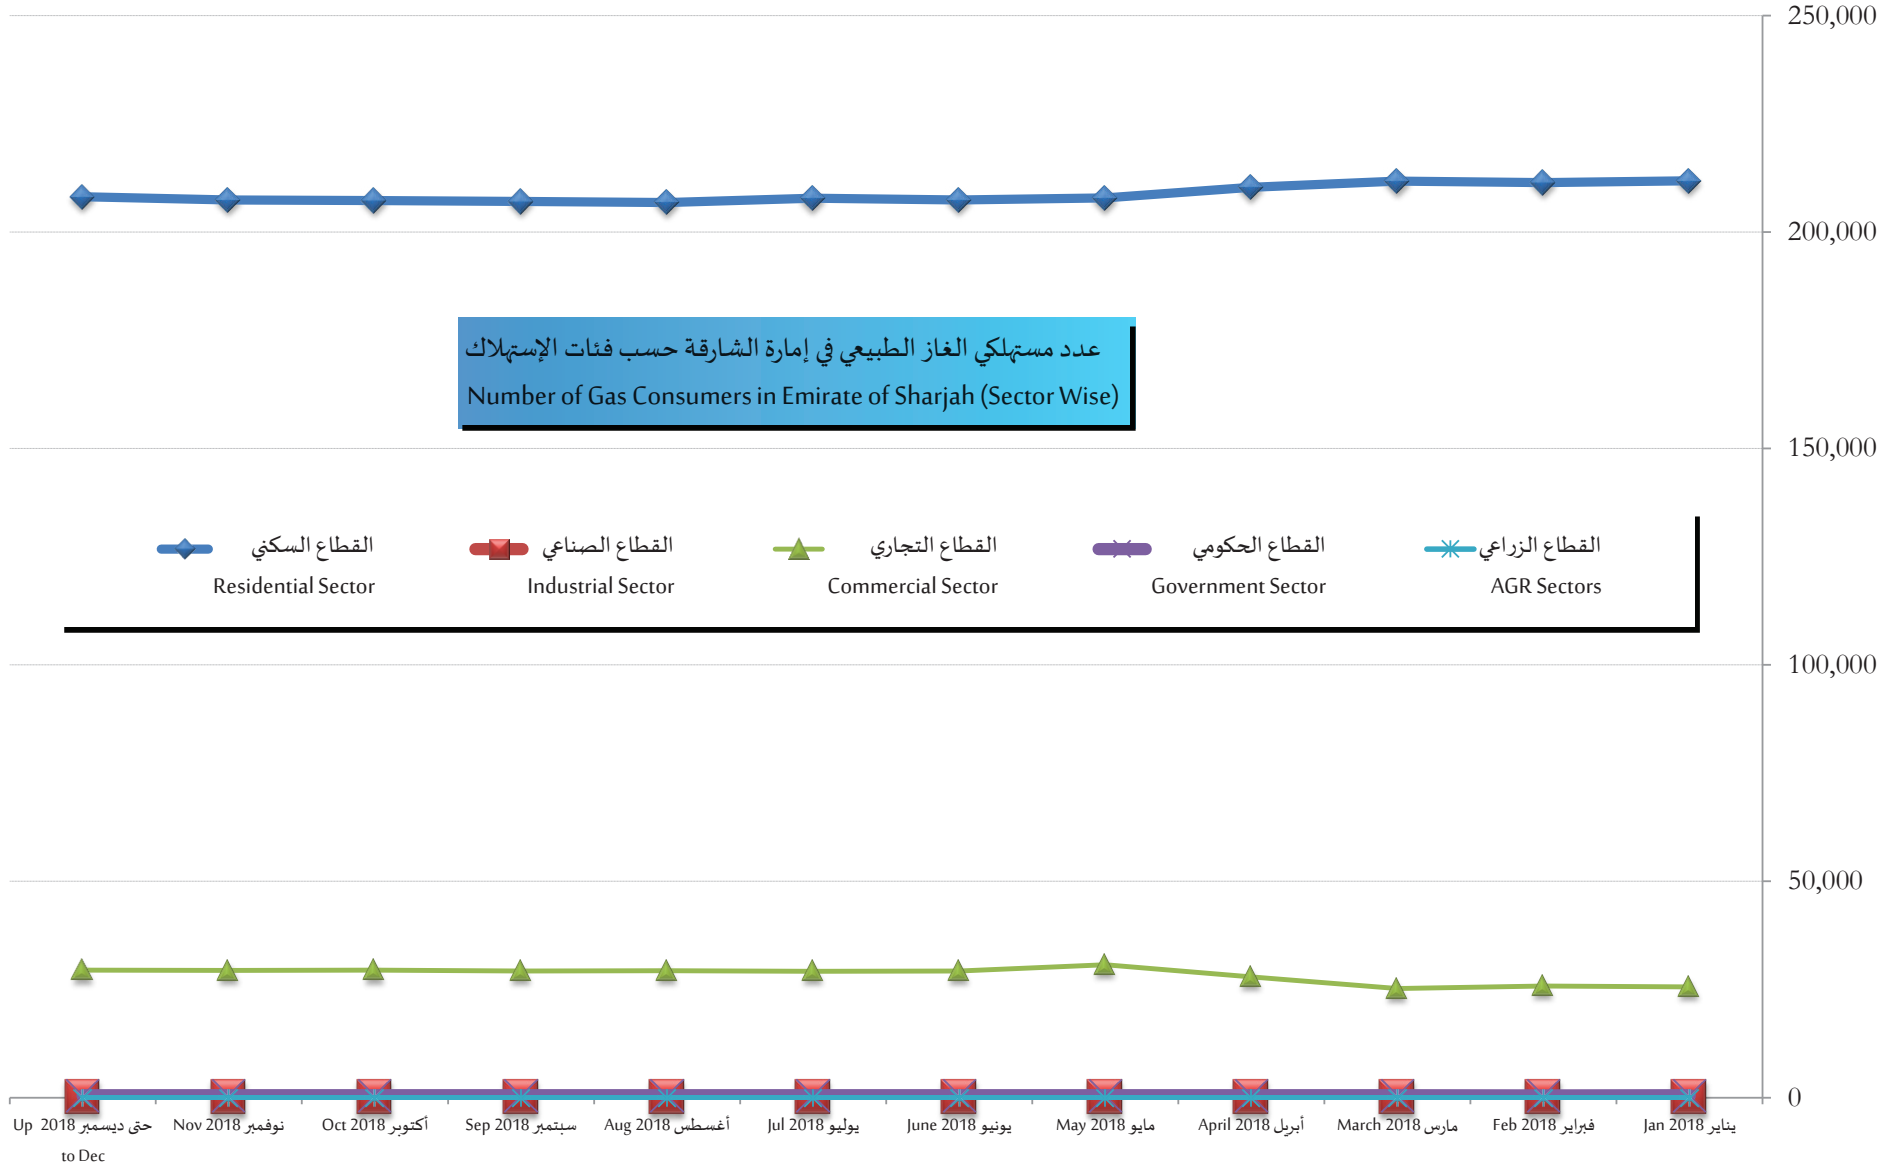 250,000
200,000
عدد مستهلكي الغاز الطبيعي في إمارة الشارقة حسب فئات الإستهلاك
Number of Gas Consumers in Emirate of Sharjah (Sector Wise)
150,000
القطاع السكني
Residential Sector
القطاع الصناعي
Industrial Sector
القطاع التجاري
Commercial Sector
القطاع الحكومي
Government Sector
القطاع الزراعي
AGR Sectors
100,000
50,000
0
يناير Jan 2018
فبراير Feb 2018
مارس March 2018
أبريل April 2018
مايو May 2018
يونيو June 2018
يوليو Jul 2018
أغسطس Aug 2018
سبتمبر Sep 2018
أكتوبر Oct 2018
نوفمبر Nov 2018
حتى ديسمبر Up 2018
to Dec